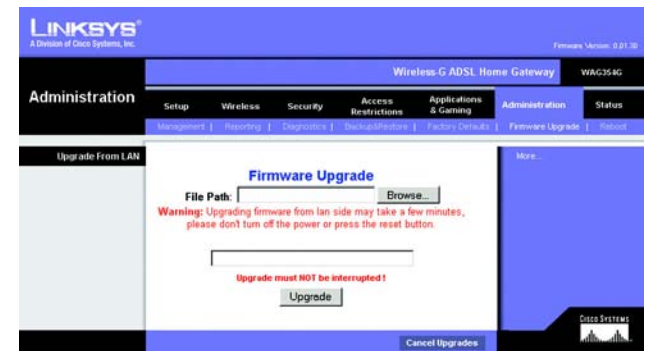 LINKSYS®
A Division of Cisco Systems, Inc.
Firmware Version: 0.01.30
Wireless-G ADSL Home Gateway WAG354G
Administration
Setup Wireless Security Access Restrictions Applications & Gaming Administration Status
Management | Reporting | Diagnostics | Backup&Restore | Factory Defaults | Firmware Upgrade | Reboot
Upgrade From LAN
More...
Firmware Upgrade
File Path: Browse...
Warning: Upgrading firmware from lan side may take a few minutes,
please don't turn off the power or press the reset button.
Upgrade must NOT be interrupted !
Upgrade
Cancel Upgrades
CISCO SYSTEMS